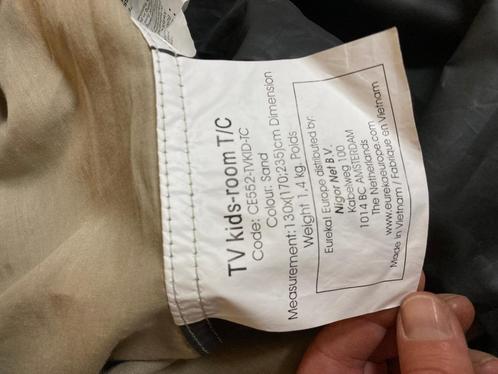 TV kids-room T/C
Code: CE552-TVKID-TC
Colour: Sand
Measurement:130x(170;235)cm Dimension
Weight 1,4 kg. Poids
Eureka! Europe distributed by:
Nigor Net B.V.
Kabelweg 100
1014 BC AMSTERDAM
The Netherlands
www.eurekaeurope.com
Made in Vietnam / Fabriqué en Vietnam